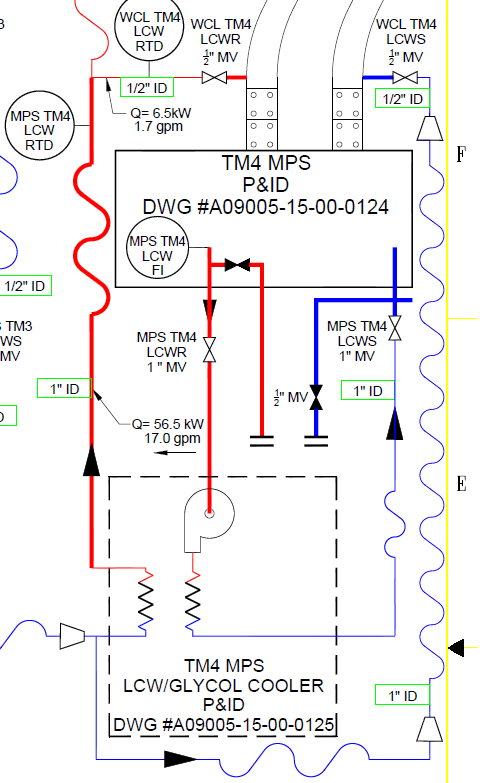 3
WCL TM4
LCW
RTD
WCL TM4
LCWR
1/2" MV
WCL TM4
LCWS
1/2" MV
1/2" ID
1/2" ID
Q= 6.5kW
1.7 gpm
MPS TM4
LCW
RTD
F
TM4 MPS
P&ID
DWG #A09005-15-00-0124
MPS TM4
LCW
FI
1/2" ID
TM3
WS
MV
MPS TM4
LCWR
1 " MV
MPS TM4
LCWS
1" MV
1" ID
1" ID
1/2" MV
D
Q= 56.5 kW
17.0 gpm
E
TM4 MPS
LCW/GLYCOL COOLER
P&ID
DWG #A09005-15-00-0125
1" ID